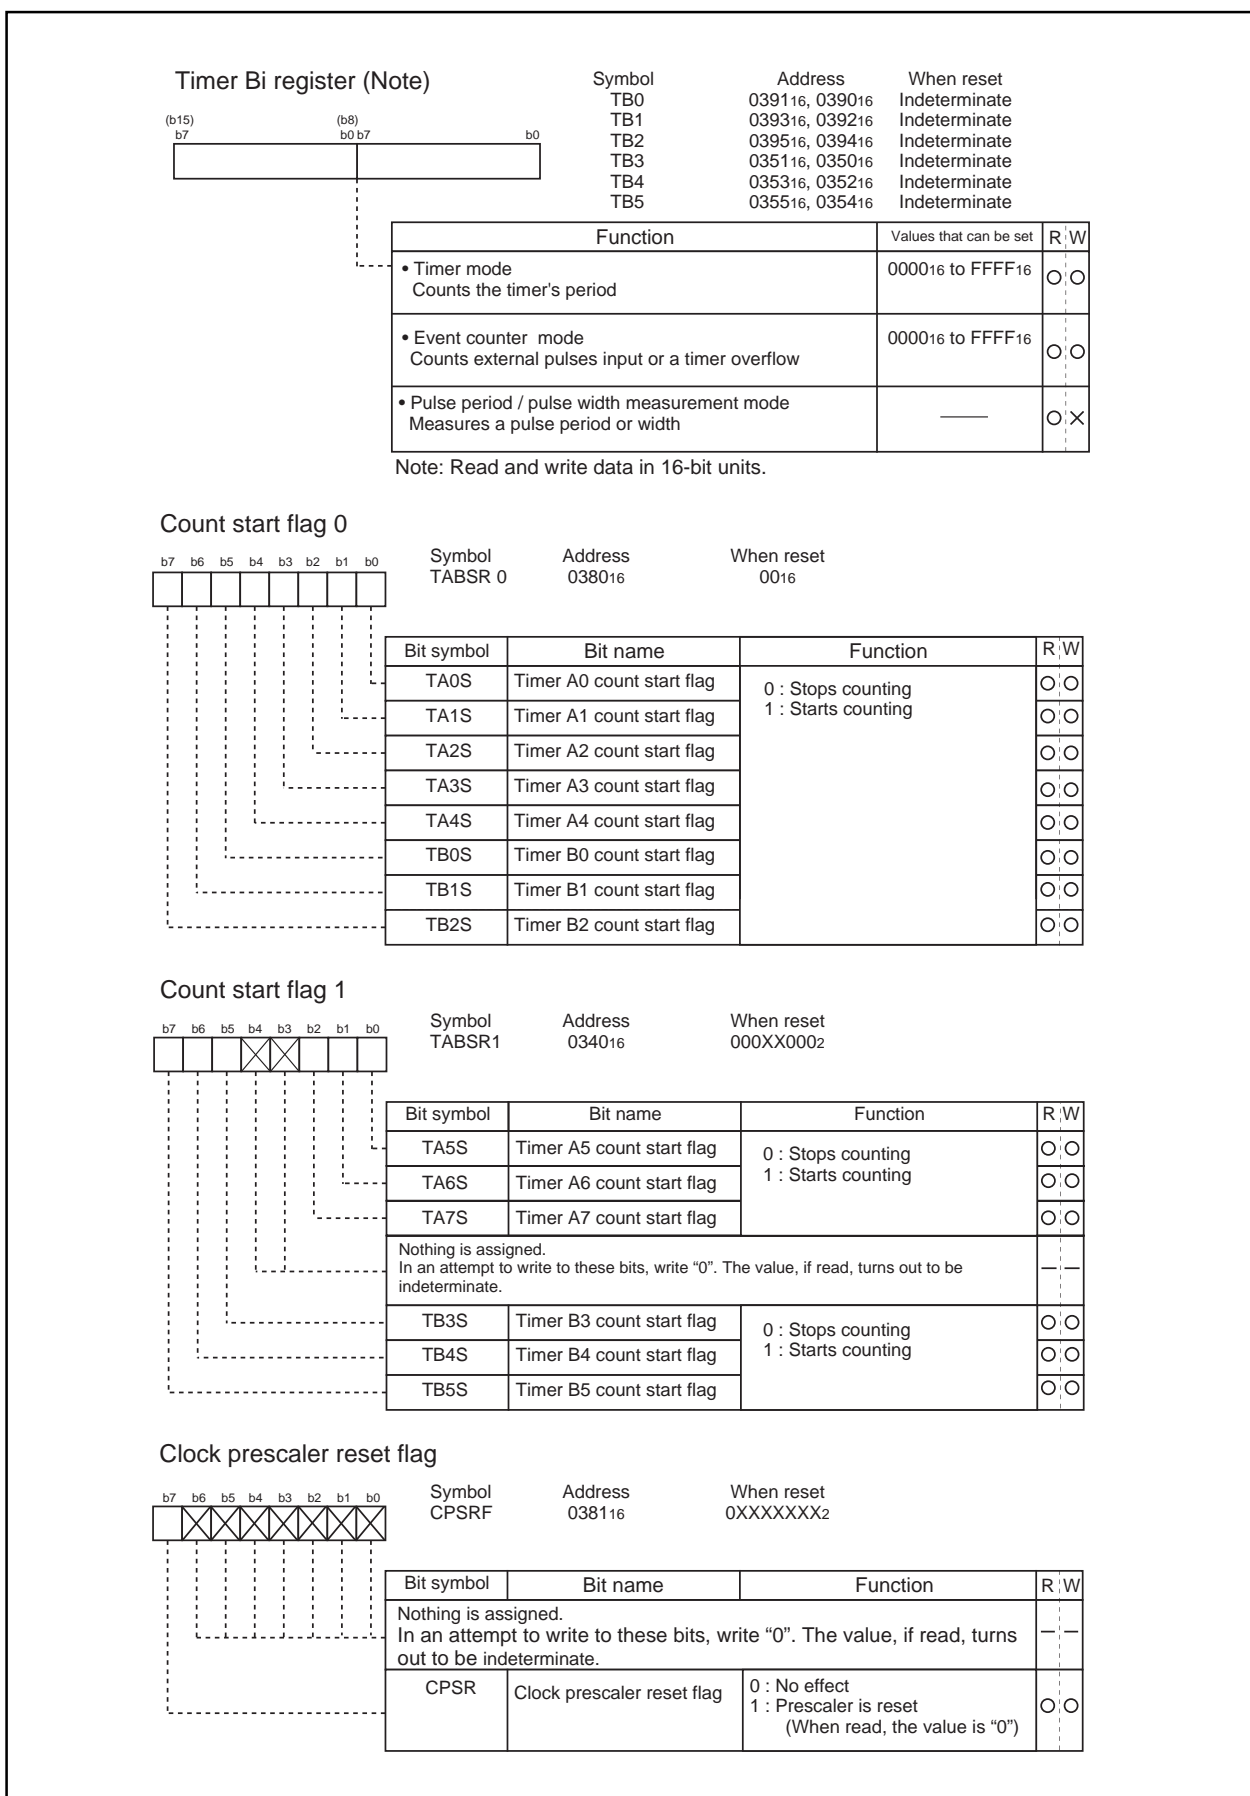 Timer Bi register (Note)
Symbol Address When reset
TB0 039116, 039016 Indeterminate
TB1 039316, 039216 Indeterminate
TB2 039516, 039416 Indeterminate
TB3 035116, 035016 Indeterminate
TB4 035316, 035216 Indeterminate
TB5 035516, 035416 Indeterminate
(b15) (b8)
b7 b0 b7 b0
Function Values that can be set R W
• Timer mode 000016 to FFFF16
Counts the timer's period
• Event counter mode 000016 to FFFF16
Counts external pulses input or a timer overflow
• Pulse period / pulse width measurement mode
Measures a pulse period or width
Note: Read and write data in 16-bit units.
Count start flag 0
Symbol Address When reset
TABSR 0 038016 0016
b7 b6 b5 b4 b3 b2 b1 b0
Bit symbol Bit name Function R W
TA0S Timer A0 count start flag 0 : Stops counting
TA1S Timer A1 count start flag 1 : Starts counting
TA2S Timer A2 count start flag
TA3S Timer A3 count start flag
TA4S Timer A4 count start flag
TB0S Timer B0 count start flag
TB1S Timer B1 count start flag
TB2S Timer B2 count start flag
Count start flag 1
Symbol Address When reset
TABSR1 034016 000XX0002
b7 b6 b5 b4 b3 b2 b1 b0
Bit symbol Bit name Function R W
TA5S Timer A5 count start flag 0 : Stops counting
TA6S Timer A6 count start flag 1 : Starts counting
TA7S Timer A7 count start flag
Nothing is assigned.
In an attempt to write to these bits, write “0”. The value, if read, turns out to be
indeterminate.
TB3S Timer B3 count start flag 0 : Stops counting
TB4S Timer B4 count start flag 1 : Starts counting
TB5S Timer B5 count start flag
Clock prescaler reset flag
Symbol Address When reset
CPSRF 038116 0XXXXXXX2
b7 b6 b5 b4 b3 b2 b1 b0
Bit symbol Bit name Function R W
Nothing is assigned.
In an attempt to write to these bits, write “0”. The value, if read, turns
out to be indeterminate.
CPSR Clock prescaler reset flag 0 : No effect
1 : Prescaler is reset
(When read, the value is “0”)